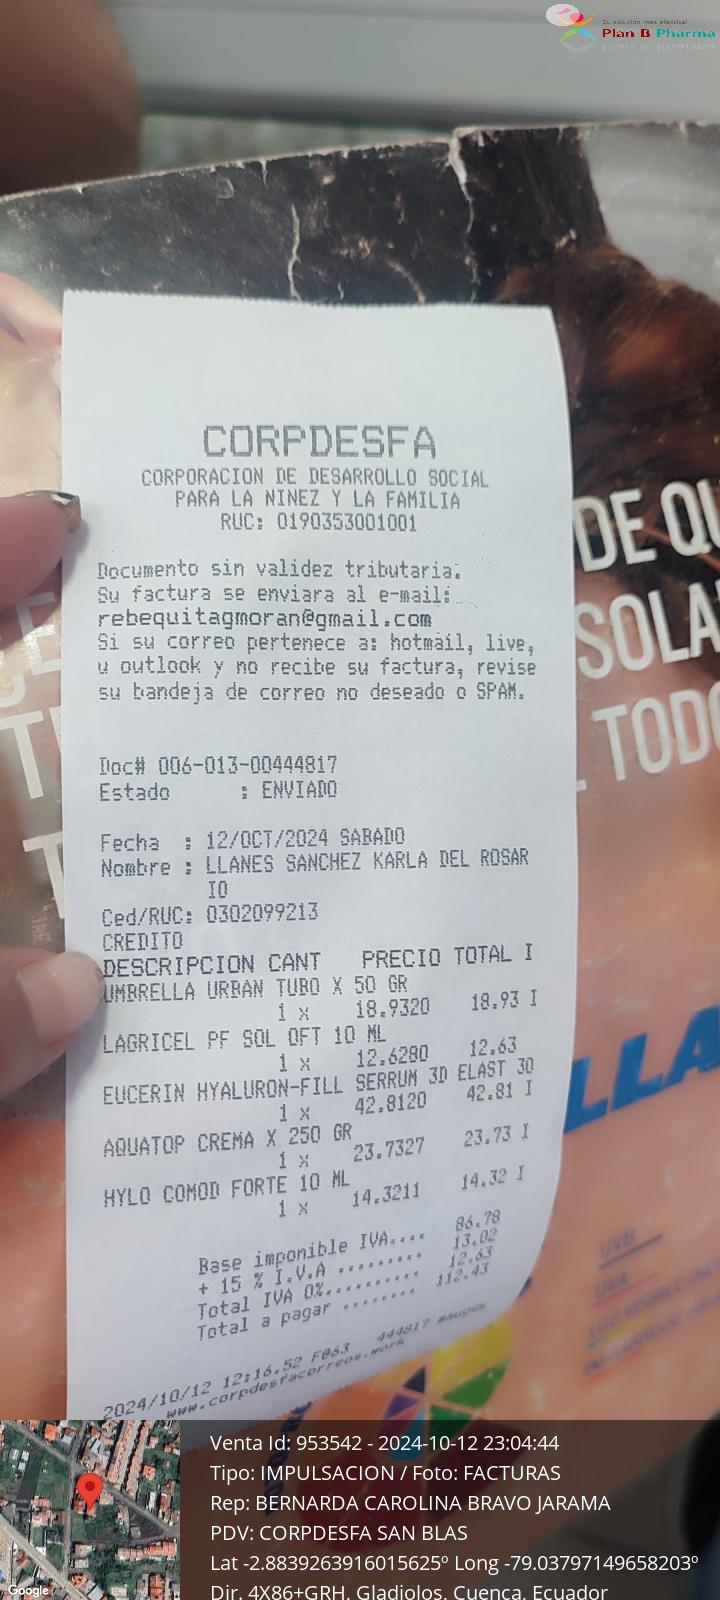 Su solución más efectiva!
Plan B Pharma
CORPDESFA
CORPORACION DE DESARROLLO SOCIAL
PARA LA NINEZ Y LA FAMILIA
RUC: 0190353001001
Documento sin validez tributaria.
Su factura se enviara al e-mail:
rebequitagmoran@gmail.com
Si su correo pertenece a: hotmail, live,
u outlook y no recibe su factura, revise
su bandeja de correo no deseado o SPAM.
Doc# 006-013-00444817
Estado : ENVIADO
Fecha : 12/OCT/2024 SABADO
Nombre : LLANES SANCHEZ KARLA DEL ROSAR
IO
Ced/RUC: 0302099213
CREDITO
DESCRIPCION CANT PRECIO TOTAL I
UMBRELLA URBAN TUBO X 50 GR
1 x 18.9320 18.93 I
LAGRICEL PF SOL OFT 10 ML
1 x 12.6280 12.63
EUCERIN HYALURON-FILL SERRUM 3D ELAST 30
1 x 42.8120 42.81 I
AQUATOP CREMA X 250 GR
1 x 23.7327 23.73 I
HYLO COMOD FORTE 10 ML
1 x 14.3211 14.32 I
Base imponible IVA.... 86.78
+ 15 % I.V.A ......... 13.02
Total IVA 0%.......... 12.63
Total a pagar ........ 112.43
2024/10/12 12:16.52 F@63 444817 #augus
www.corpdesfacorreos.work
DE QU
SOLA
TODO
LLA
UVB
UVA
Google
Venta Id: 953542 - 2024-10-12 23:04:44
Tipo: IMPULSACION / Foto: FACTURAS
Rep: BERNARDA CAROLINA BRAVO JARAMA
PDV: CORPDESFA SAN BLAS
Lat -2.8839263916015625º Long -79.03797149658203º
Dir. 4X86+GRH, Gladiolos, Cuenca, Ecuador